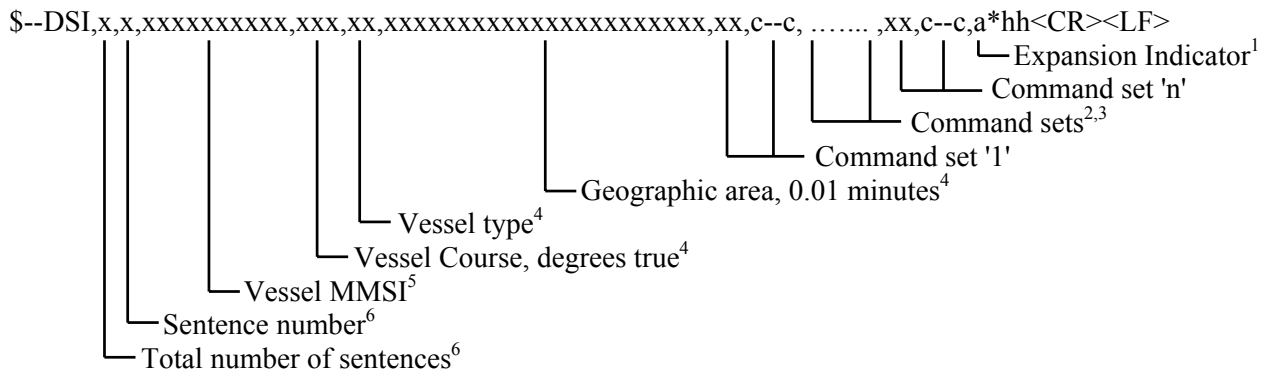 $--DSI,x,x,xxxxxxxxxx,xxx,xx,xxxxxxxxxxxxxxxxxxxxxx,xx,c--c, ........ ,xx,c--c,a*hh<CR><LF>
Expansion Indicator¹
Command set 'n'
Command sets²,³
Command set '1'
Geographic area, 0.01 minutes⁴
Vessel type⁴
Vessel Course, degrees true⁴
Vessel MMSI⁵
Sentence number⁶
Total number of sentences⁶